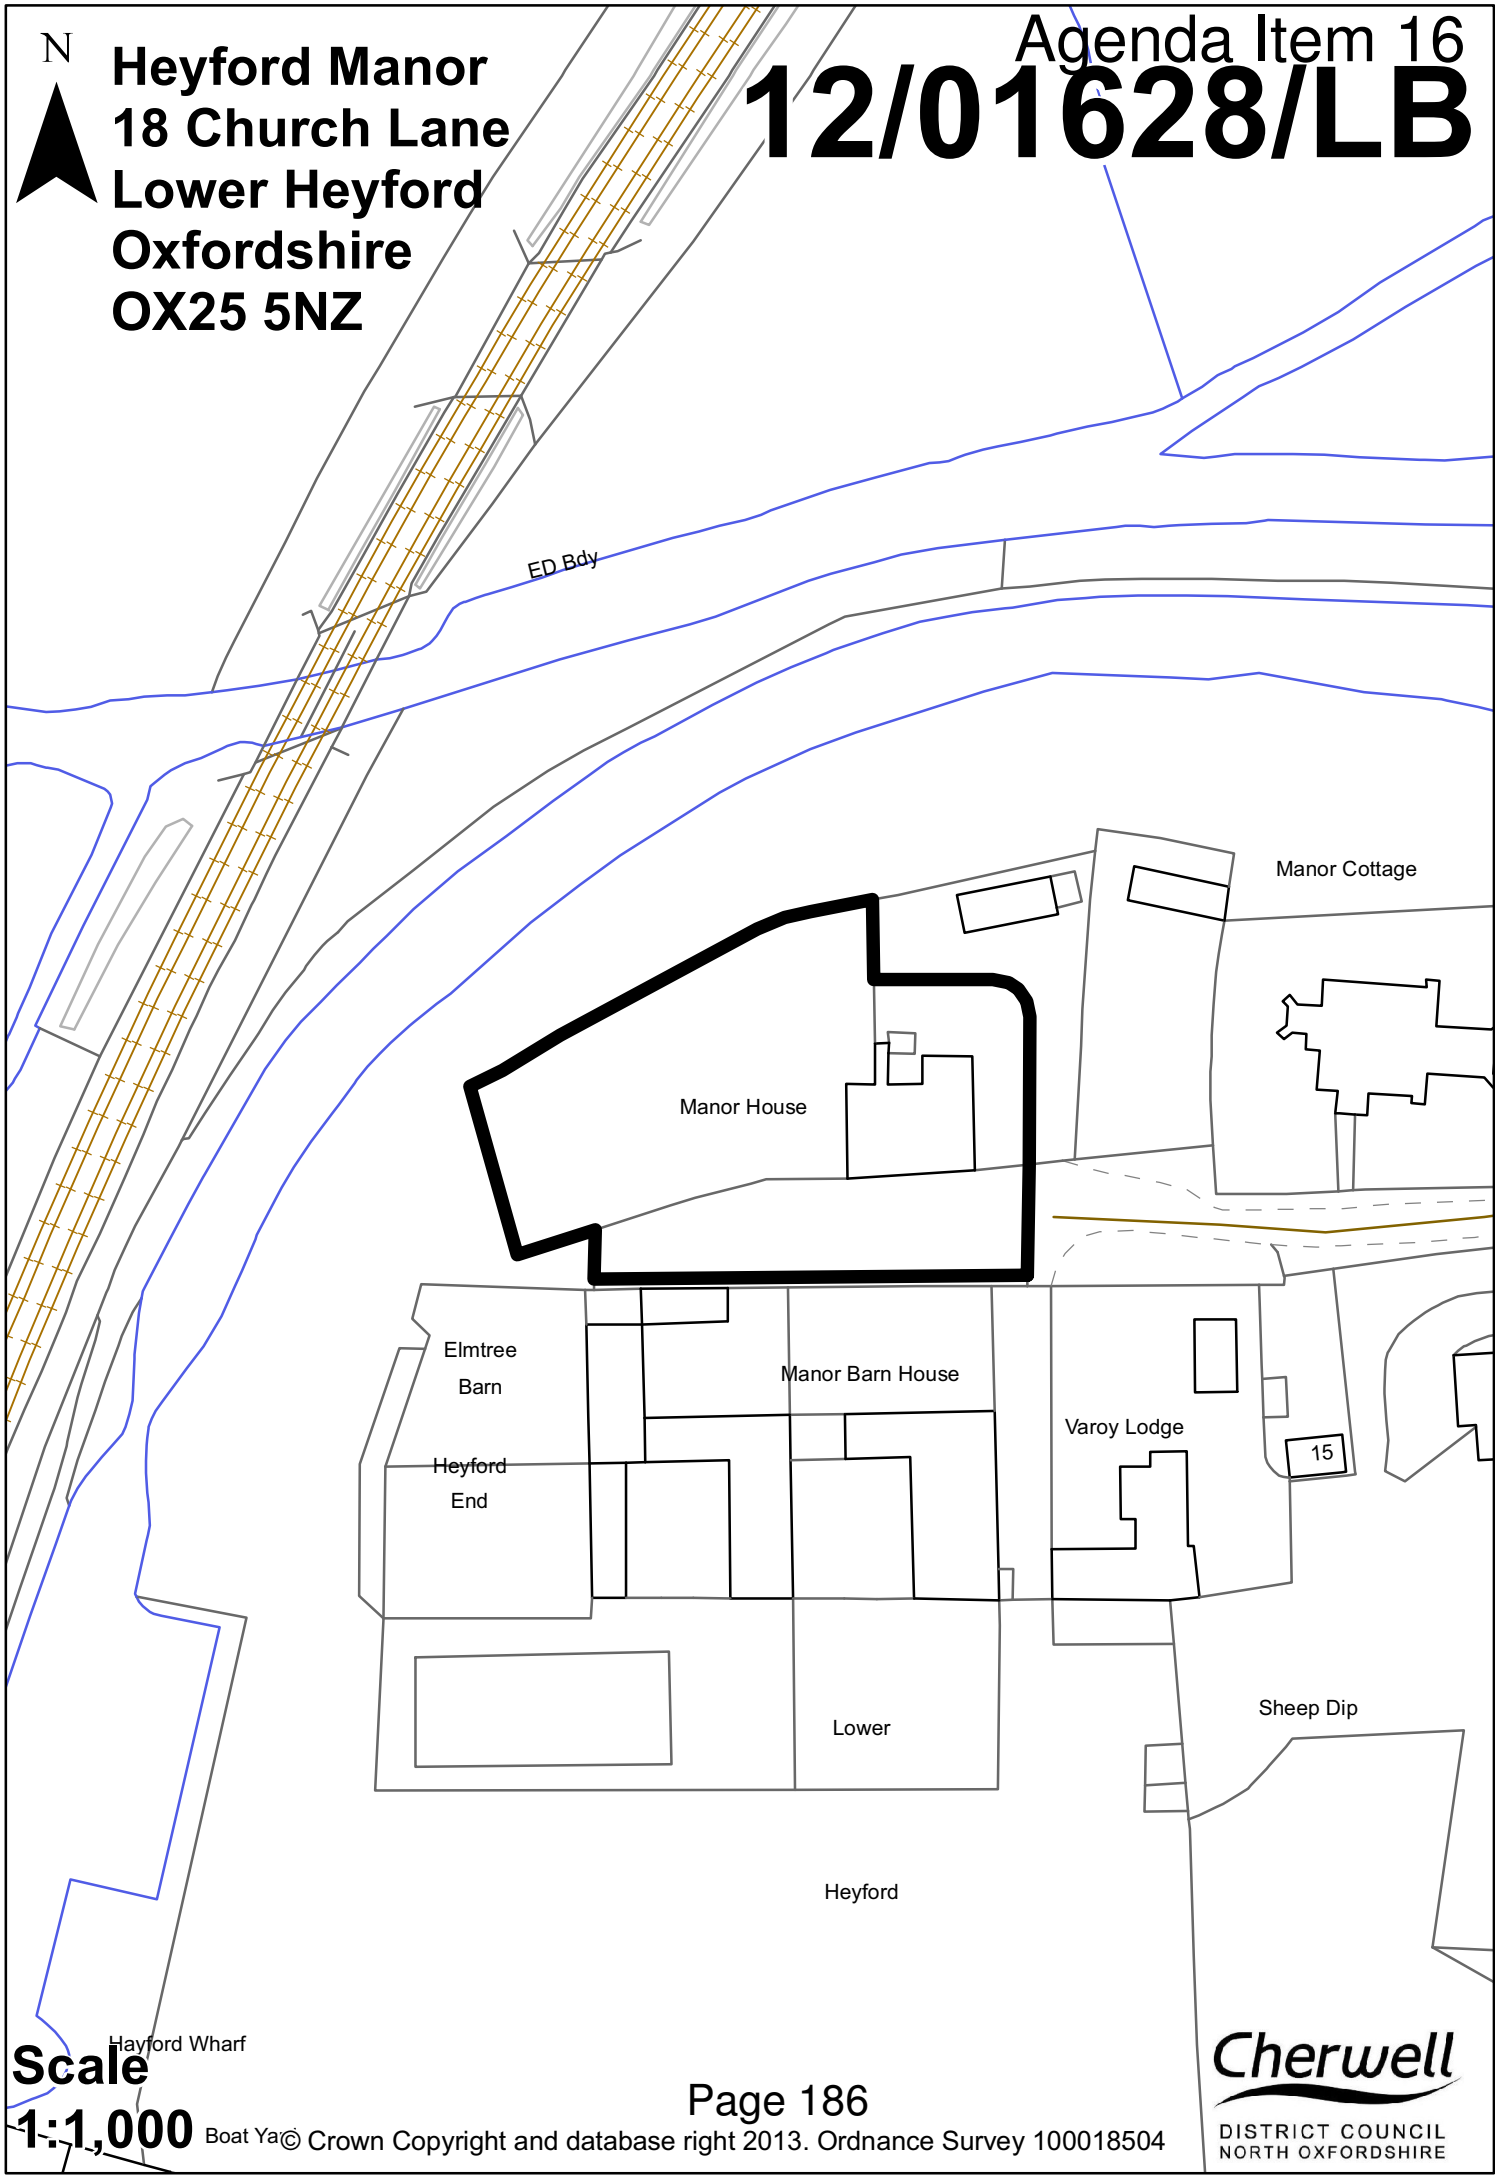 Agenda Item 16
12/01628/LB
N
Heyford Manor
18 Church Lane
Lower Heyford
Oxfordshire
OX25 5NZ
ED Bdy
Manor Cottage
Manor House
Elmtree
Barn
Manor Barn House
Varoy Lodge
15
Heyford
End
Lower
Sheep Dip
Heyford
Hayford Wharf
Scale
1:1,000
Boat Ya
Page 186
© Crown Copyright and database right 2013. Ordnance Survey 100018504
Cherwell
DISTRICT COUNCIL
NORTH OXFORDSHIRE